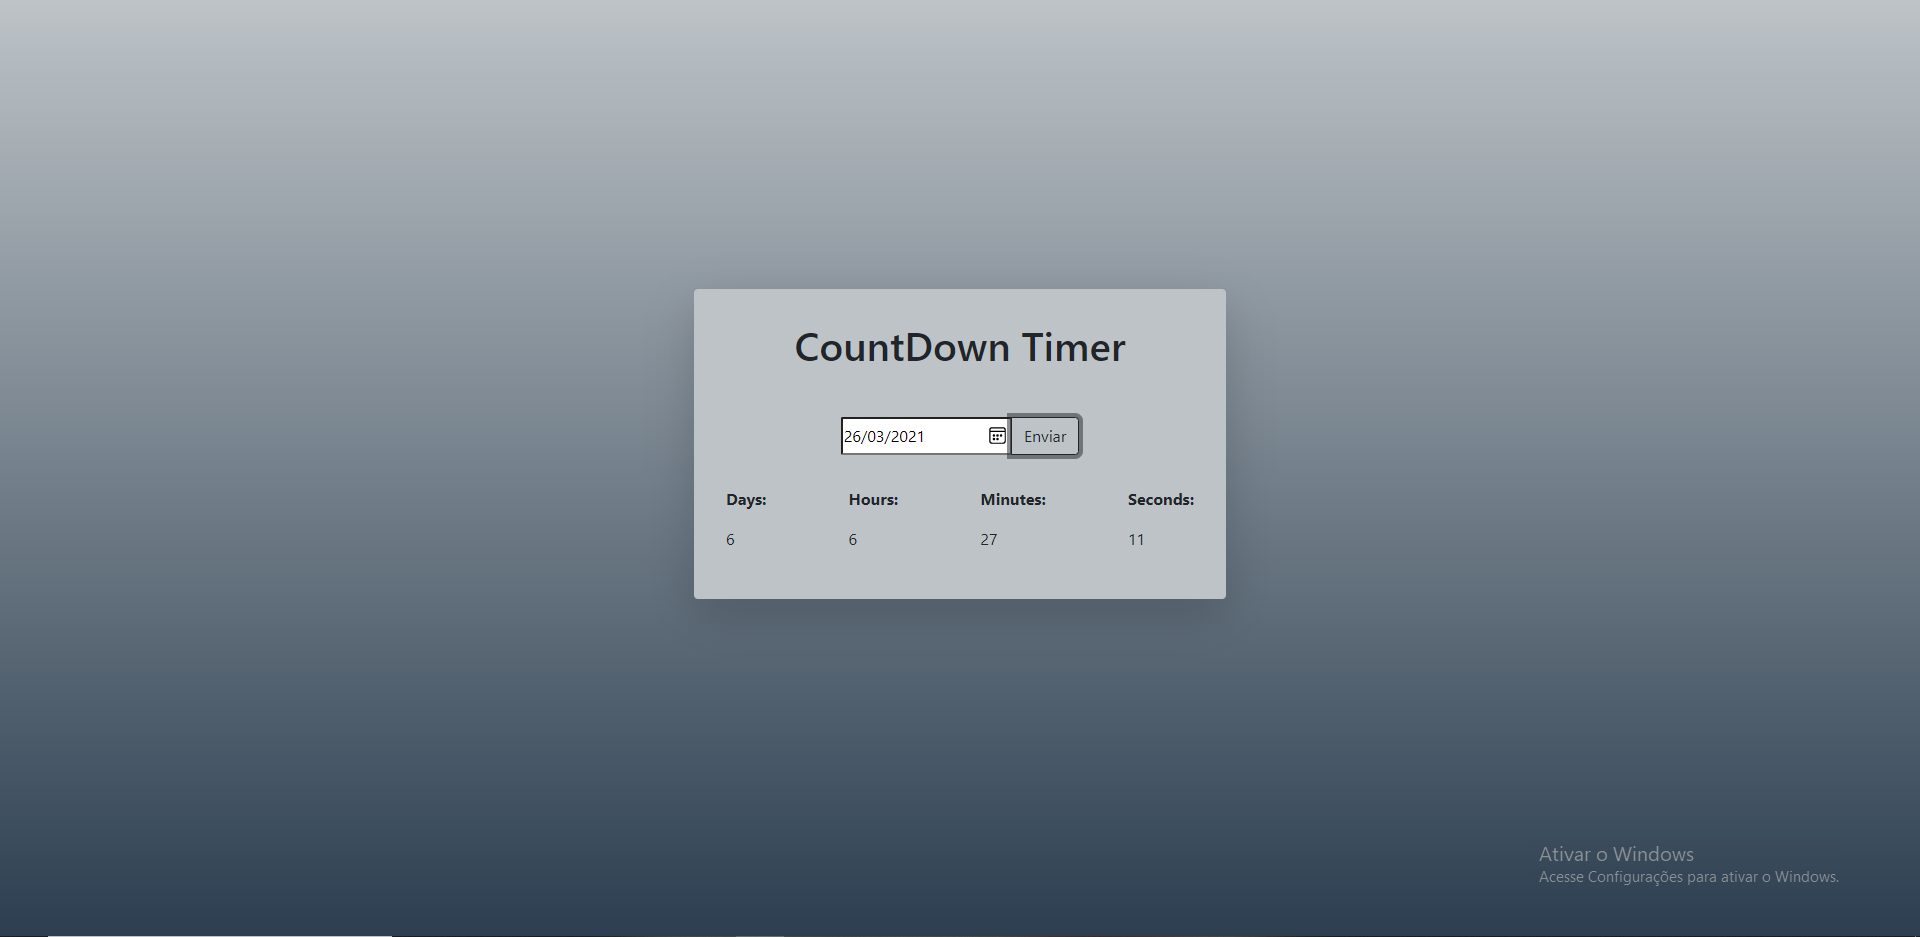 CountDown Timer
26/03/2021 Enviar
Days: Hours: Minutes: Seconds:
6 6 27 11
Ativar o Windows
Acesse Configurações para ativar o Windows.